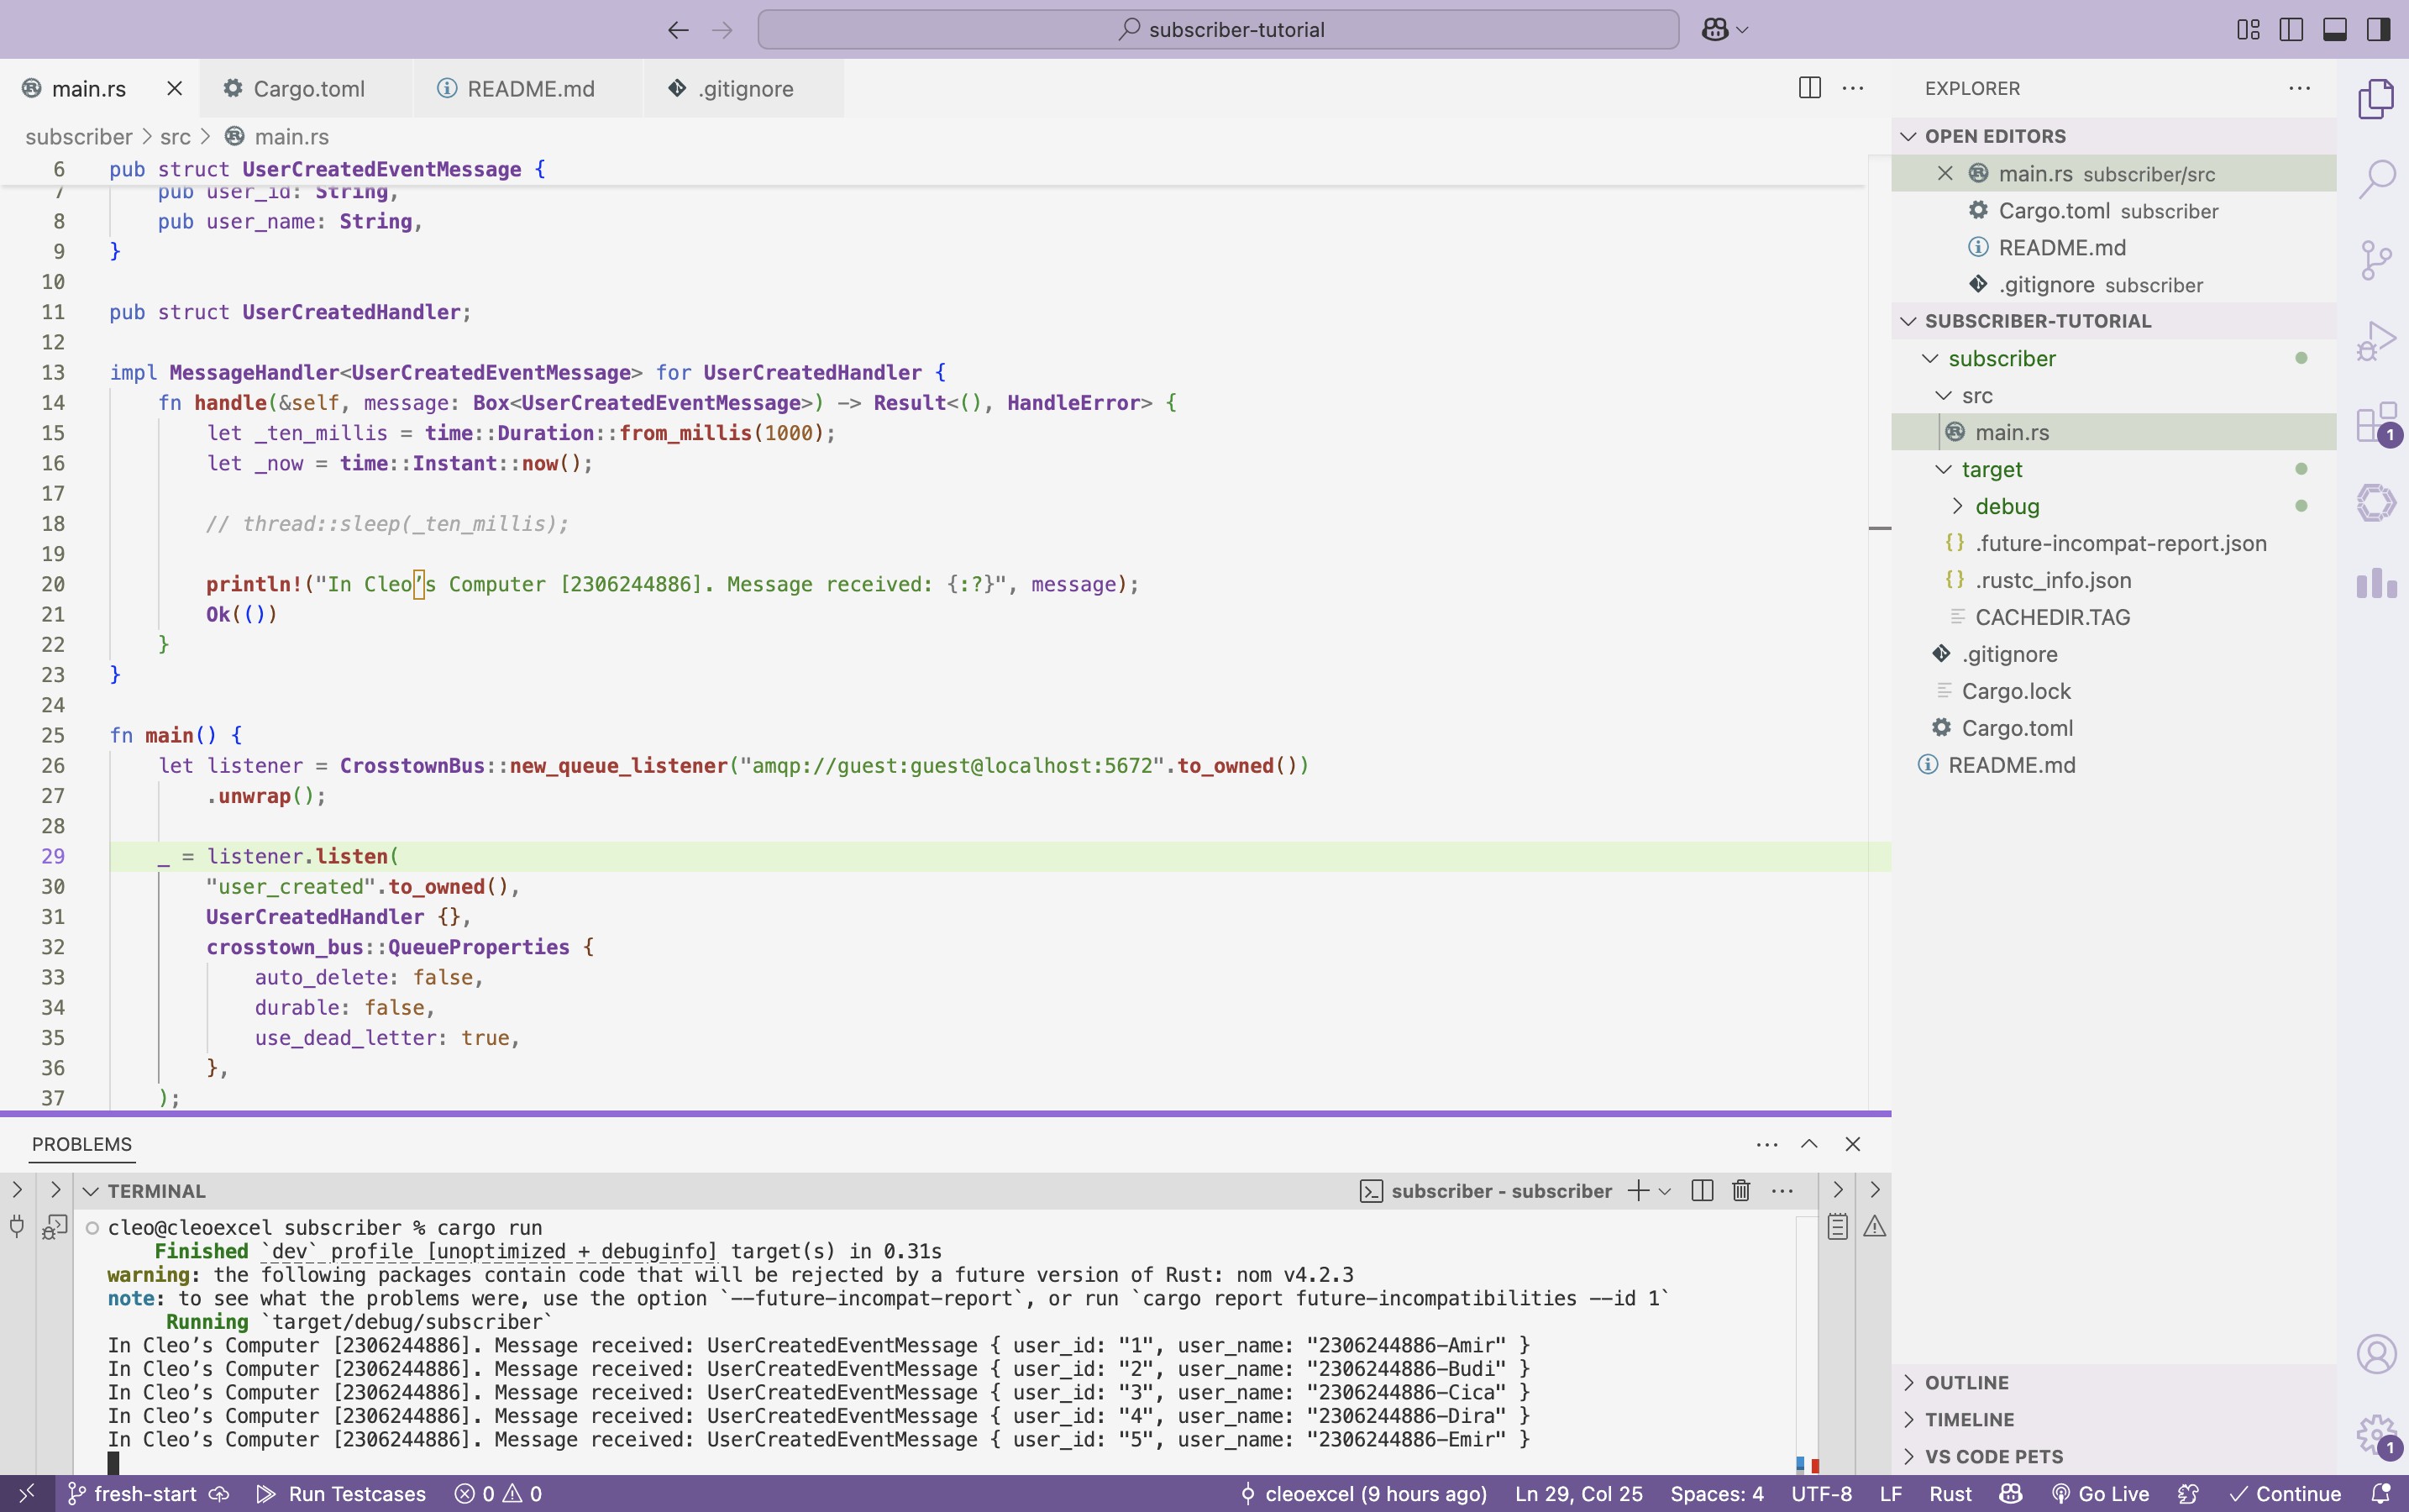 subscriber-tutorial
main.rs
Cargo.toml
README.md
.gitignore
subscriber > src > main.rs
6 pub struct UserCreatedEventMessage {
7 pub user_id: String,
8 pub user_name: String,
9 }
10
11 pub struct UserCreatedHandler;
12
13 impl MessageHandler<UserCreatedEventMessage> for UserCreatedHandler {
14 fn handle(&self, message: Box<UserCreatedEventMessage>) -> Result<(), HandleError> {
15 let _ten_millis = time::Duration::from_millis(1000);
16 let _now = time::Instant::now();
17
18 // thread::sleep(_ten_millis);
19
20 println!("In Cleo’s Computer [2306244886]. Message received: {:?}", message);
21 Ok(())
22 }
23 }
24
25 fn main() {
26 let listener = CrosstownBus::new_queue_listener("amqp://guest:guest@localhost:5672".to_owned())
27 .unwrap();
28
29 _ = listener.listen(
30 "user_created".to_owned(),
31 UserCreatedHandler {},
32 crosstown_bus::QueueProperties {
33 auto_delete: false,
34 durable: false,
35 use_dead_letter: true,
36 },
37 );
PROBLEMS
TERMINAL
subscriber - subscriber
cleo@cleoexcel subscriber % cargo run
Finished `dev` profile [unoptimized + debuginfo] target(s) in 0.31s
warning: the following packages contain code that will be rejected by a future version of Rust: nom v4.2.3
note: to see what the problems were, use the option `--future-incompat-report`, or run `cargo report future-incompatibilities --id 1`
Running `target/debug/subscriber`
In Cleo’s Computer [2306244886]. Message received: UserCreatedEventMessage { user_id: "1", user_name: "2306244886-Amir" }
In Cleo’s Computer [2306244886]. Message received: UserCreatedEventMessage { user_id: "2", user_name: "2306244886-Budi" }
In Cleo’s Computer [2306244886]. Message received: UserCreatedEventMessage { user_id: "3", user_name: "2306244886-Cica" }
In Cleo’s Computer [2306244886]. Message received: UserCreatedEventMessage { user_id: "4", user_name: "2306244886-Dira" }
In Cleo’s Computer [2306244886]. Message received: UserCreatedEventMessage { user_id: "5", user_name: "2306244886-Emir" }
EXPLORER
OPEN EDITORS
main.rs subscriber/src
Cargo.toml subscriber
README.md
.gitignore subscriber
SUBSCRIBER-TUTORIAL
subscriber
src
main.rs
target
debug
{} .future-incompat-report.json
{} .rustc_info.json
CACHEDIR.TAG
.gitignore
Cargo.lock
Cargo.toml
README.md
OUTLINE
TIMELINE
VS CODE PETS
1
1
fresh-start
Run Testcases
0 0
cleoexcel (9 hours ago)
Ln 29, Col 25
Spaces: 4
UTF-8
LF
Rust
Go Live
Continue